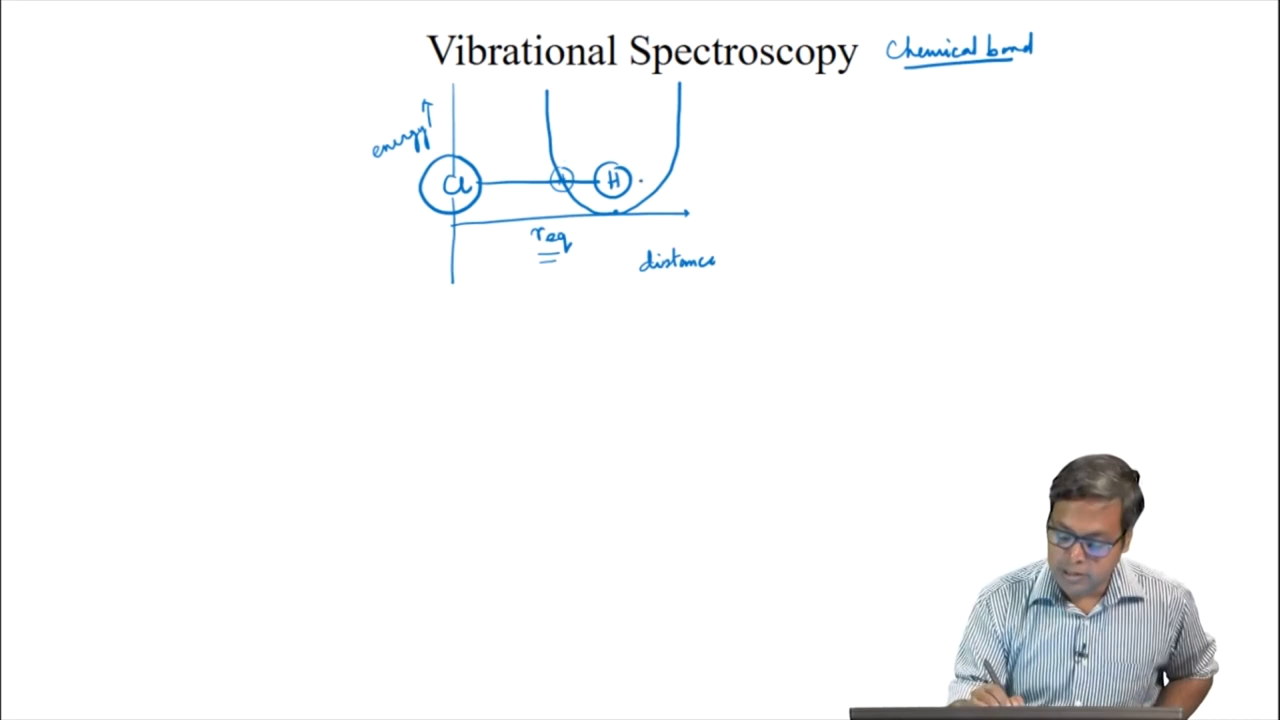 Vibrational Spectroscopy Chemical bond
energy
Cl H
req
distance